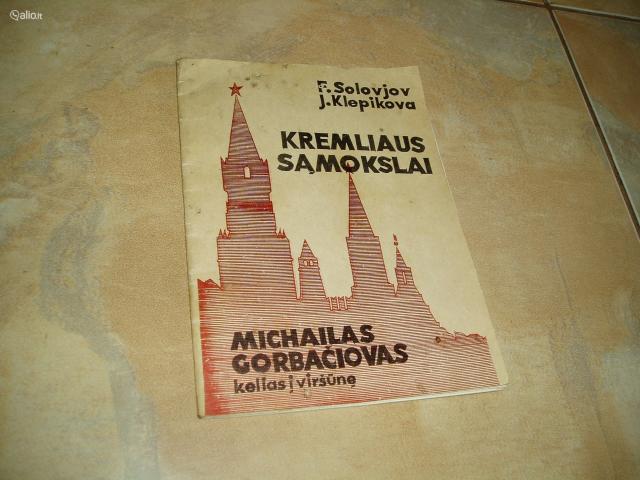 alio.lt
F. Solovjov
J. Klepikova
KREMLIAUS
SĄMOKSLAI
MICHAILAS
GORBAČIOVAS
kelias į viršūnę